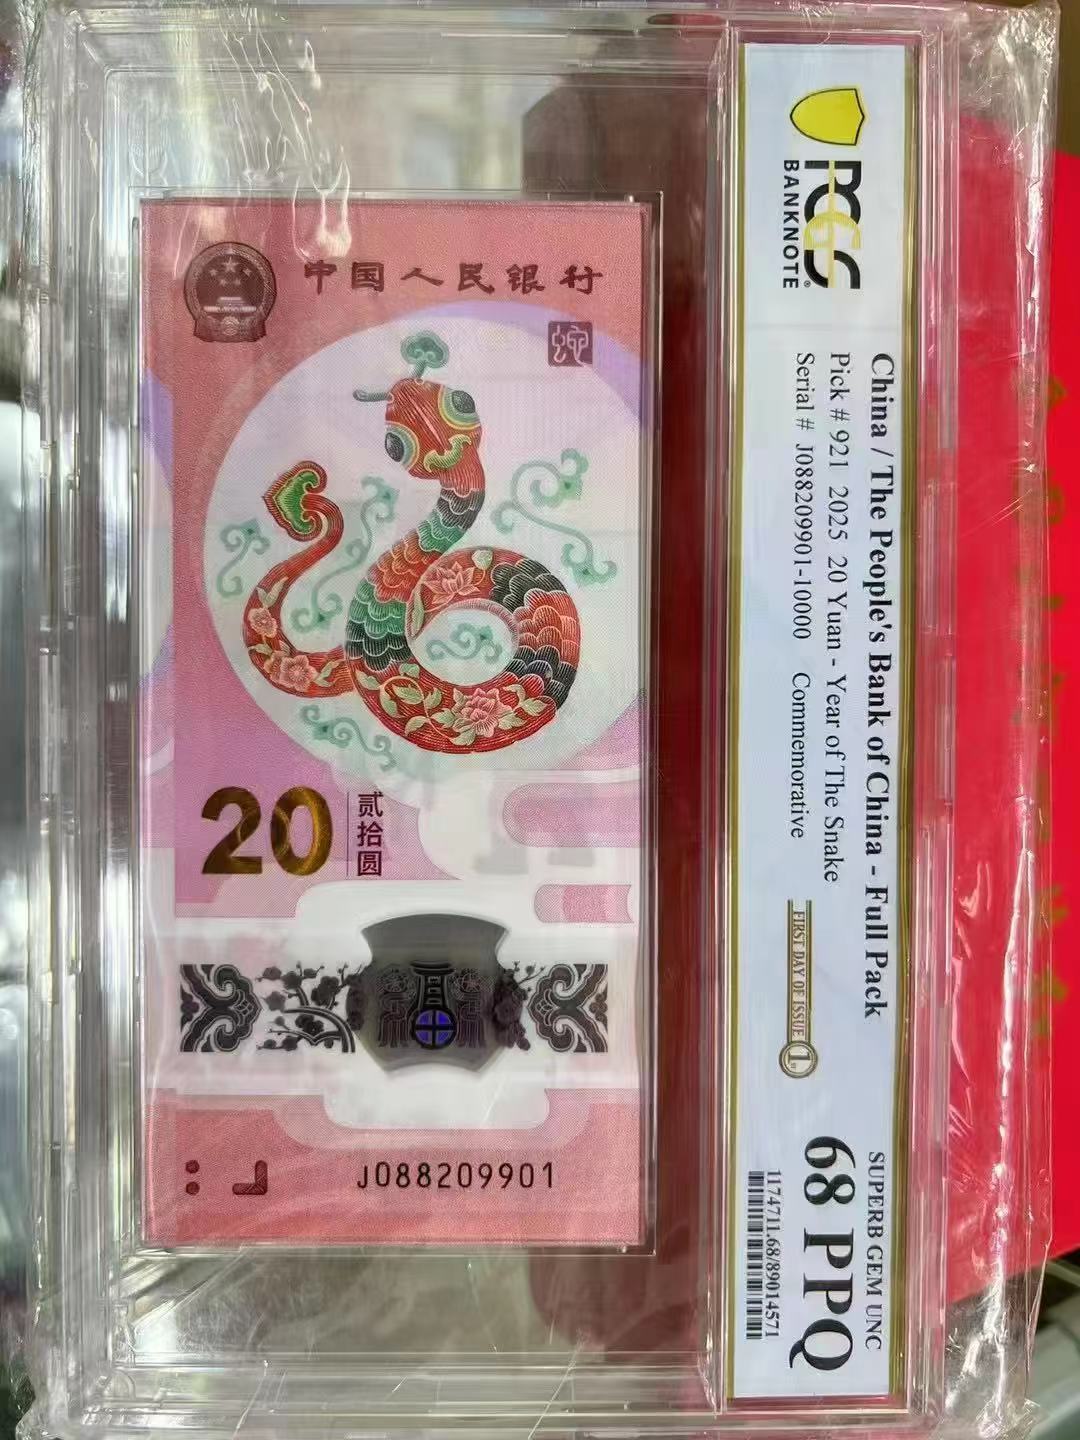 中国人民银行
蛇
20
贰拾圆
J088209901
PCGS
BANKNOTE
China / The People's Bank of China - Full Pack
Pick # 921 2025 20 Yuan - Year of The Snake
Serial # J088209901-10000 Commemorative
FIRST DAY OF ISSUE 1st
SUPERB GEM UNC
68 PPQ
1174711.68/89014571